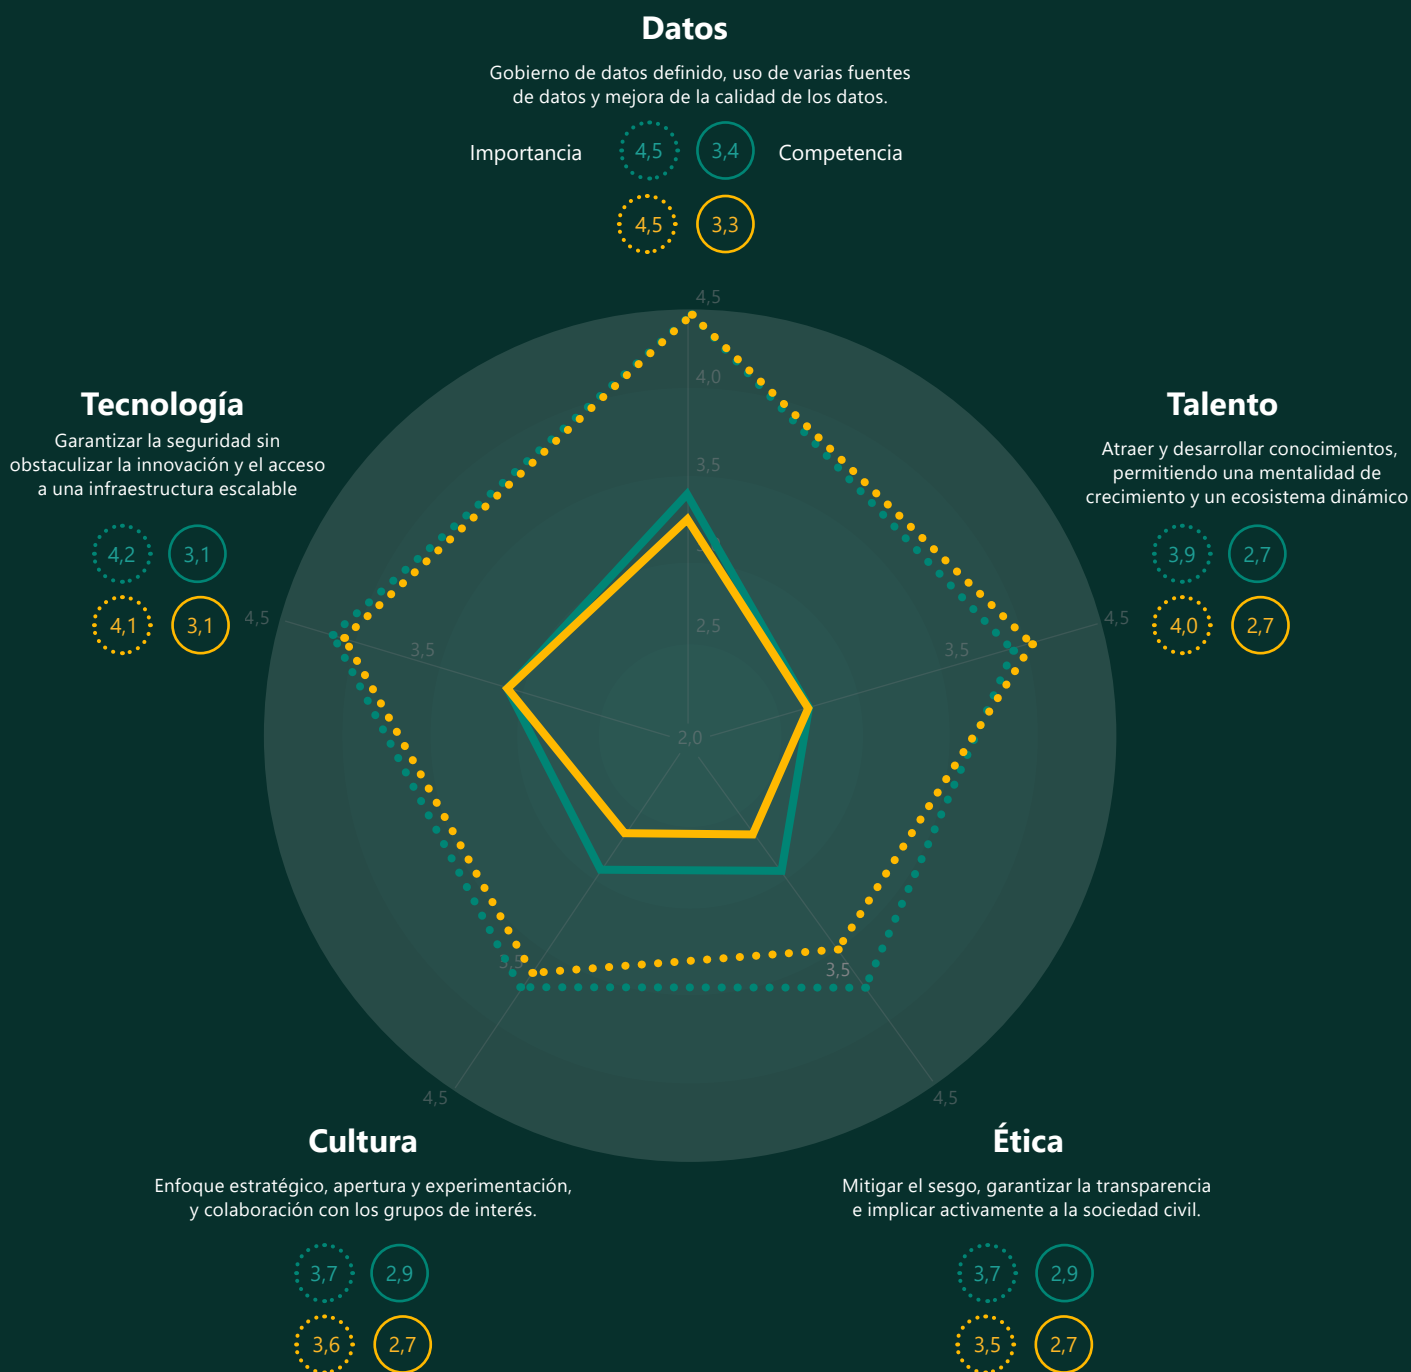 Datos
Gobierno de datos definido, uso de varias fuentes
de datos y mejora de la calidad de los datos.
Importancia 4,5 3,4 Competencia
4,5 3,3
4,5
4,0
3,5
2,5
2,0
Tecnología
Garantizar la seguridad sin
obstaculizar la innovación y el acceso
a una infraestructura escalable
4,2 3,1
4,1 3,1
4,5
3,5
Talento
Atraer y desarrollar conocimientos,
permitiendo una mentalidad de
crecimiento y un ecosistema dinámico
3,9 2,7
4,0 2,7
4,5
3,5
3,5
3,5
4,5
4,5
Cultura
Enfoque estratégico, apertura y experimentación,
y colaboración con los grupos de interés.
3,7 2,9
3,6 2,7
Ética
Mitigar el sesgo, garantizar la transparencia
e implicar activamente a la sociedad civil.
3,7 2,9
3,5 2,7